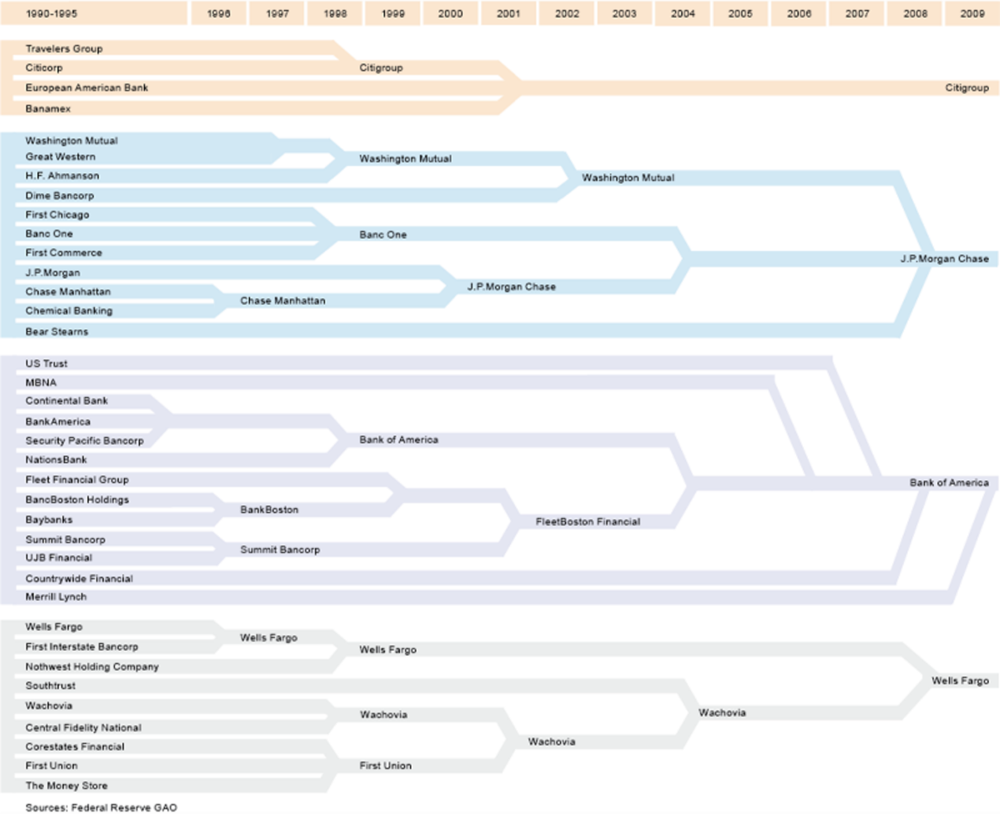 1990-1995 1996 1997 1998 1999 2000 2001 2002 2003 2004 2005 2006 2007 2008 2009
Travelers Group
Citicorp Citigroup
European American Bank Citigroup
Banamex
Washington Mutual
Great Western Washington Mutual
H.F. Ahmanson Washington Mutual
Dime Bancorp
First Chicago
Banc One Banc One
First Commerce J.P.Morgan Chase
J.P.Morgan
Chase Manhattan J.P.Morgan Chase
Chase Manhattan
Chemical Banking
Bear Stearns
US Trust
MBNA
Continental Bank
BankAmerica
Security Pacific Bancorp Bank of America
NationsBank
Fleet Financial Group Bank of America
BancBoston Holdings
BankBoston
Baybanks FleetBoston Financial
Summit Bancorp
Summit Bancorp
UJB Financial
Countrywide Financial
Merrill Lynch
Wells Fargo
Wells Fargo
First Interstate Bancorp Wells Fargo
Nothwest Holding Company
Southtrust Wells Fargo
Wachovia
Wachovia Wachovia
Central Fidelity National
Corestates Financial Wachovia
First Union First Union
The Money Store
Sources: Federal Reserve GAO